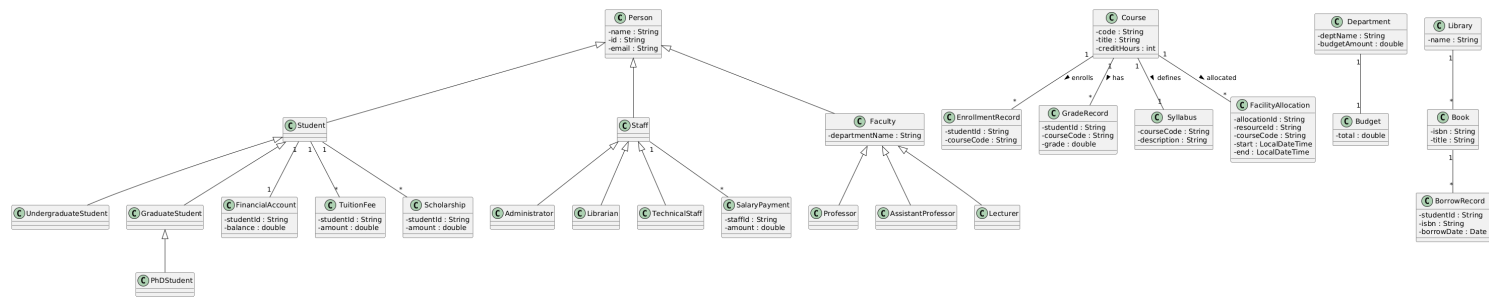 C Person
-name : String
-id : String
-email : String
C Course
-code : String
-title : String
-creditHours : int
C Department
-deptName : String
-budgetAmount : double
C Library
-name : String
1
1
1
1
1
1
enrolls
has
defines
allocated
*
*
1
*
1
*
C Student
C Staff
C Faculty
-departmentName : String
C EnrollmentRecord
-studentId : String
-courseCode : String
C GradeRecord
-studentId : String
-courseCode : String
-grade : double
C Syllabus
-courseCode : String
-description : String
C FacilityAllocation
-allocationId : String
-resourceId : String
-courseCode : String
-start : LocalDateTime
-end : LocalDateTime
C Budget
-total : double
C Book
-isbn : String
-title : String
1
1
1
1
1
1
*
*
*
*
C UndergraduateStudent
C GraduateStudent
C FinancialAccount
-studentId : String
-balance : double
C TuitionFee
-studentId : String
-amount : double
C Scholarship
-studentId : String
-amount : double
C Administrator
C Librarian
C TechnicalStaff
C SalaryPayment
-staffId : String
-amount : double
C Professor
C AssistantProfessor
C Lecturer
C BorrowRecord
-studentId : String
-isbn : String
-borrowDate : Date
C PhDStudent